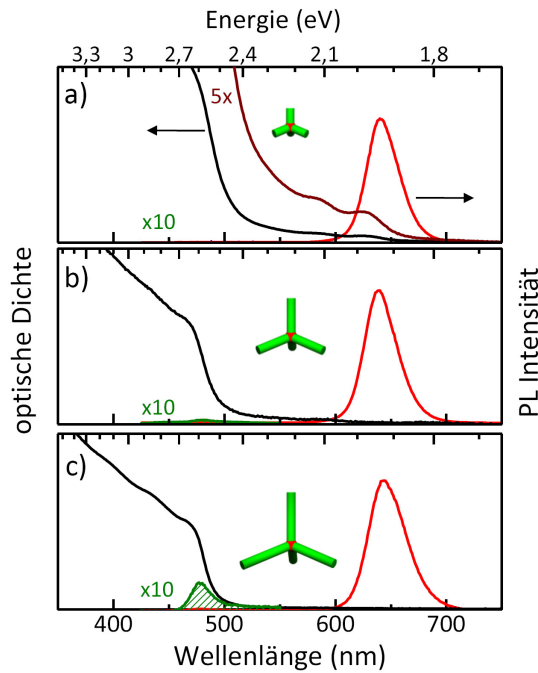 Energie (eV)
3,3 3 2,7 2,4 2,1 1,8
a)
5x
x10
b)
x10
c)
x10
optische Dichte
PL Intensität
400 500 600 700
Wellenlänge (nm)